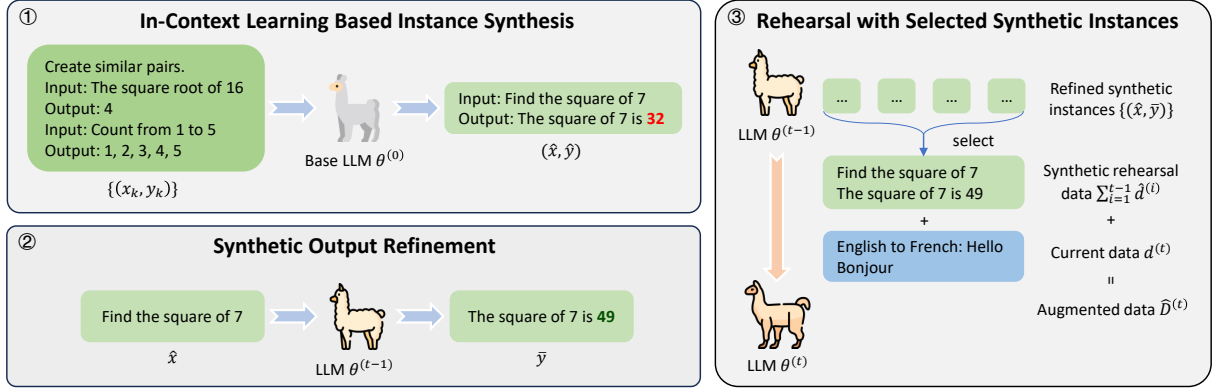 ① In-Context Learning Based Instance Synthesis
Create similar pairs.
Input: The square root of 16
Output: 4
Input: Count from 1 to 5
Output: 1, 2, 3, 4, 5
{(xₖ, yₖ)}
Base LLM θ⁽⁰⁾
Input: Find the square of 7
Output: The square of 7 is 32
(x̂, ŷ)
② Synthetic Output Refinement
Find the square of 7
x̂
LLM θ⁽ᵗ⁻¹⁾
The square of 7 is 49
ȳ
③ Rehearsal with Selected Synthetic Instances
LLM θ⁽ᵗ⁻¹⁾
... ... ... ...
Refined synthetic
instances {(x̂, ȳ)}
select
Find the square of 7
The square of 7 is 49
Synthetic rehearsal
data ∑ᵢ₌₁ᵗ⁻¹ d̂⁽ⁱ⁾
+
+
English to French: Hello
Bonjour
Current data d⁽ᵗ⁾
=
Augmented data D̂⁽ᵗ⁾
LLM θ⁽ᵗ⁾